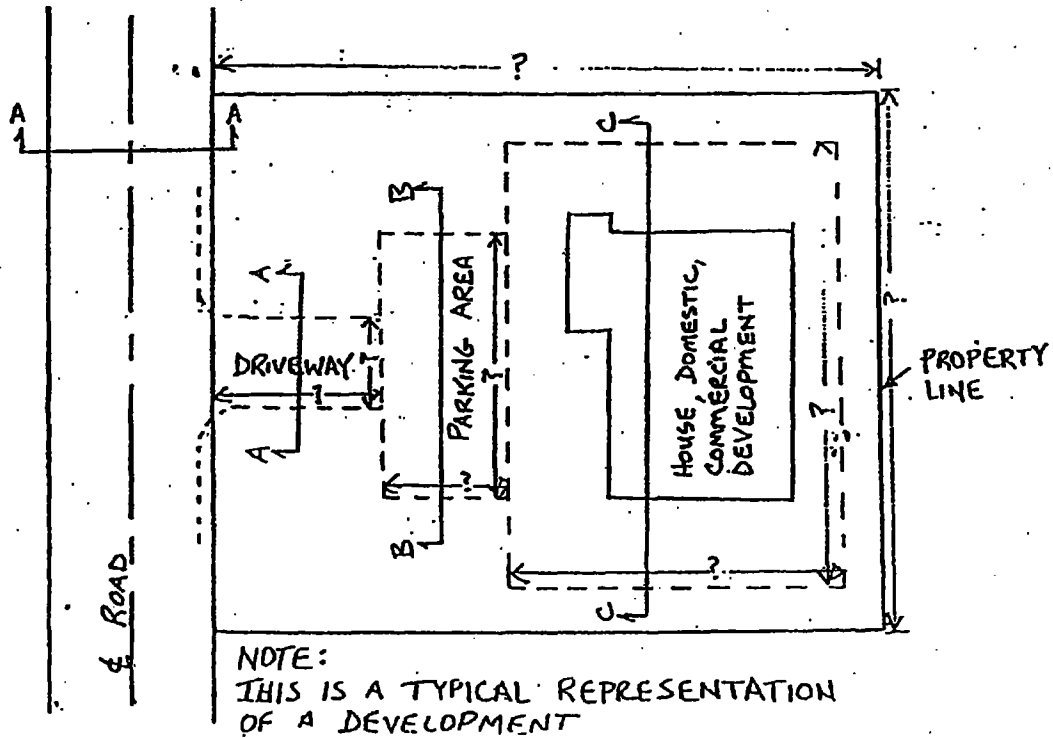 ?
A A
A
A
B
B
C
C
DRIVEWAY
?
?
PARKING AREA
?
?
HOUSE, DOMESTIC,
COMMERCIAL
DEVELOPMENT
?
?
?
PROPERTY
LINE
℄ ROAD
NOTE:
THIS IS A TYPICAL REPRESENTATION
OF A DEVELOPMENT